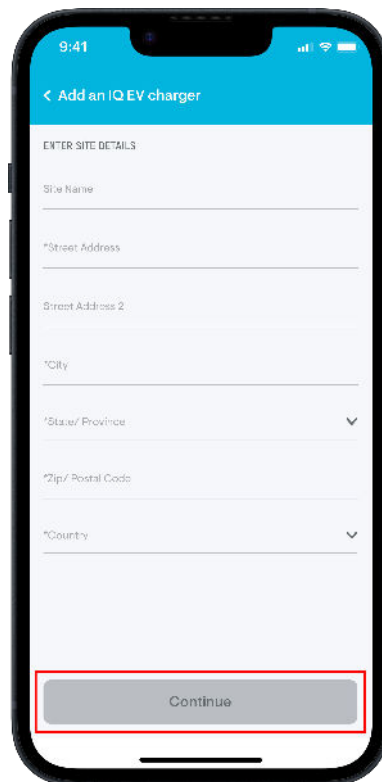 9:41
Add an IQ EV charger
ENTER SITE DETAILS
Site Name
*Street Address
Street Address 2
*City
*State/ Province
*Zip/ Postal Code
*Country
Continue